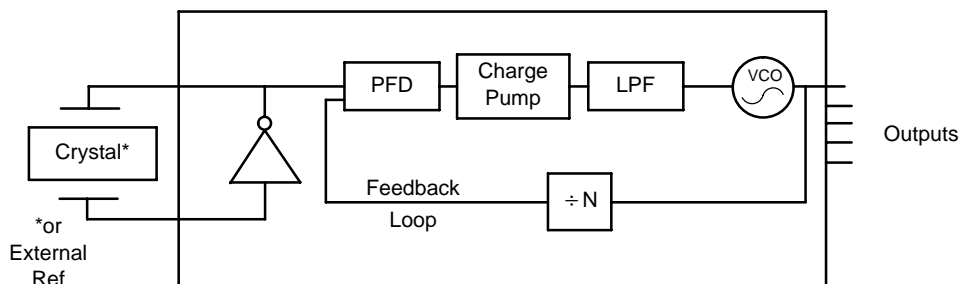 PFD
Charge
Pump
LPF
VCO
Crystal*
Outputs
Feedback
Loop
÷ N
*or
External
Ref